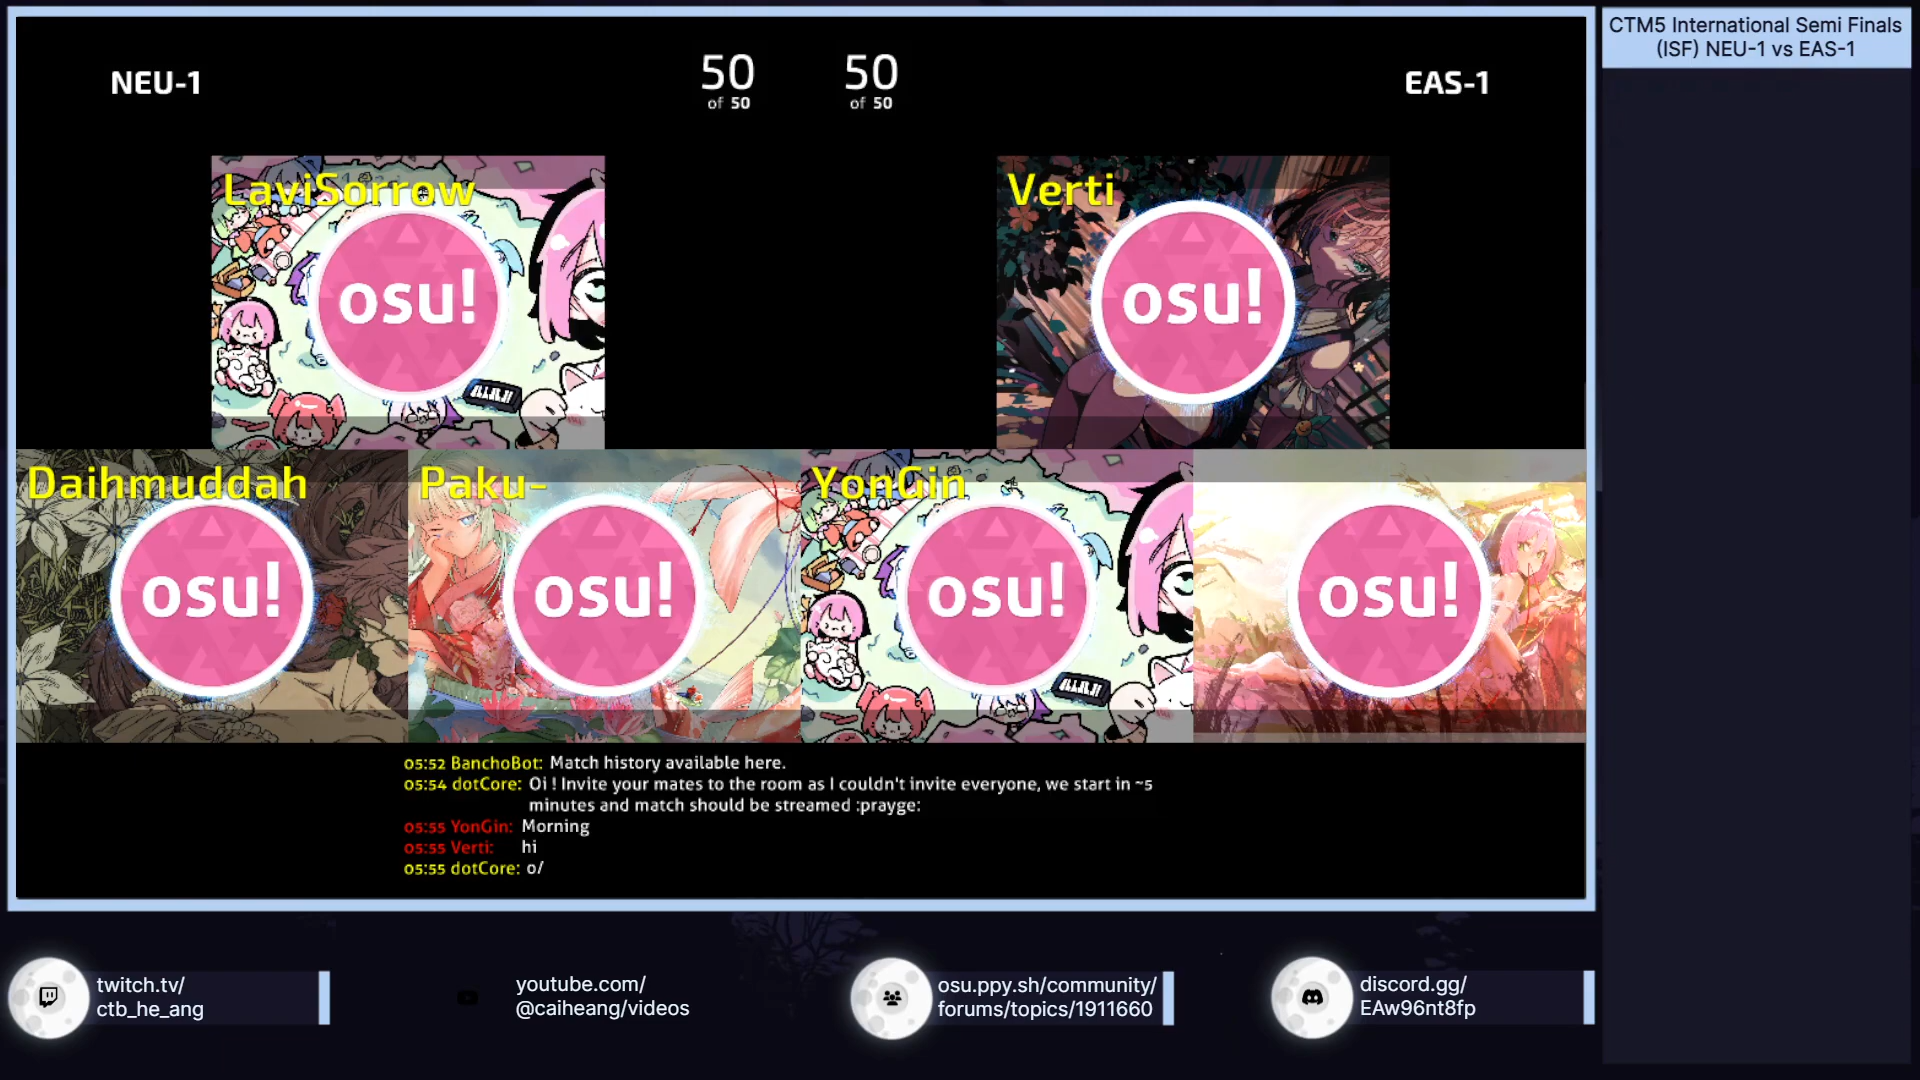 CTM5 International Semi Finals
(ISF) NEU-1 vs EAS-1
NEU-1
50
of 50
50
of 50
EAS-1
LaviSorrow
osu!
Verti
osu!
Daihmuddah
osu!
Paku-
osu!
YonGin
osu!
osu!
05:52 BanchoBot: Match history available here.
05:54 dotCore: Oi ! Invite your mates to the room as I couldn't invite everyone, we start in ~5
minutes and match should be streamed :prayge:
05:55 YonGin: Morning
05:55 Verti: hi
05:55 dotCore: o/
twitch.tv/
ctb_he_ang
youtube.com/
@caiheang/videos
osu.ppy.sh/community/
forums/topics/1911660
discord.gg/
EAw96nt8fp